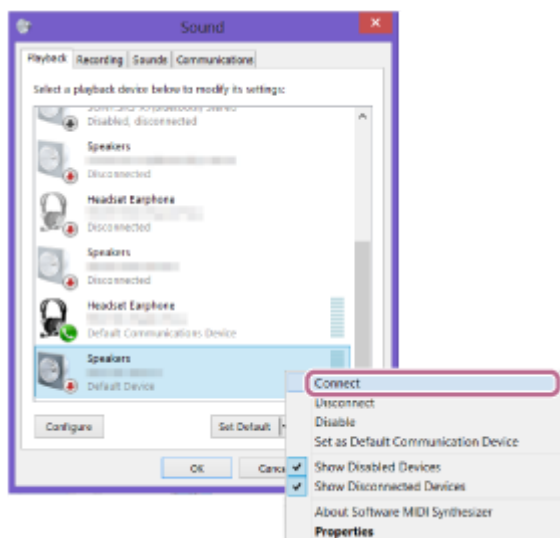 Sound
Playback Recording Sounds Communications
Select a playback device below to modify its settings:
Disabled, disconnected
Speakers
Disconnected
Headset Earphone
Disconnected
Speakers
Disconnected
Headset Earphone
Default Communications Device
Speakers
Default Device
Configure
Set Default
OK
Connect
Disconnect
Disable
Set as Default Communication Device
Show Disabled Devices
Show Disconnected Devices
About Software MIDI Synthesizer
Properties